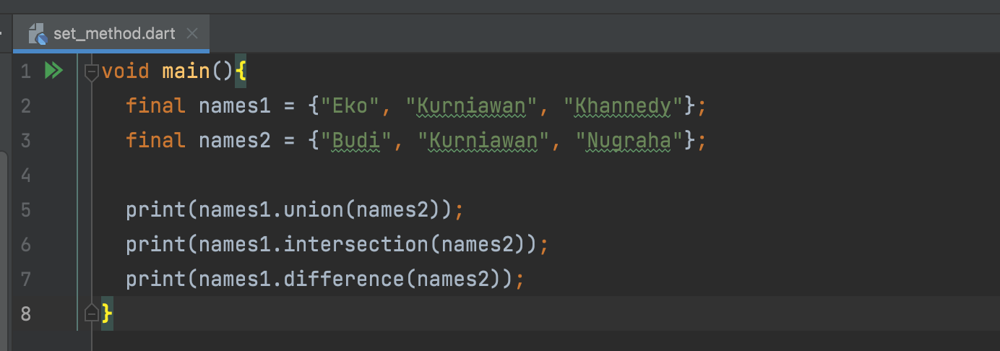 set_method.dart
1 void main(){
2 final names1 = {"Eko", "Kurniawan", "Khannedy"};
3 final names2 = {"Budi", "Kurniawan", "Nugraha"};
4
5 print(names1.union(names2));
6 print(names1.intersection(names2));
7 print(names1.difference(names2));
8 }